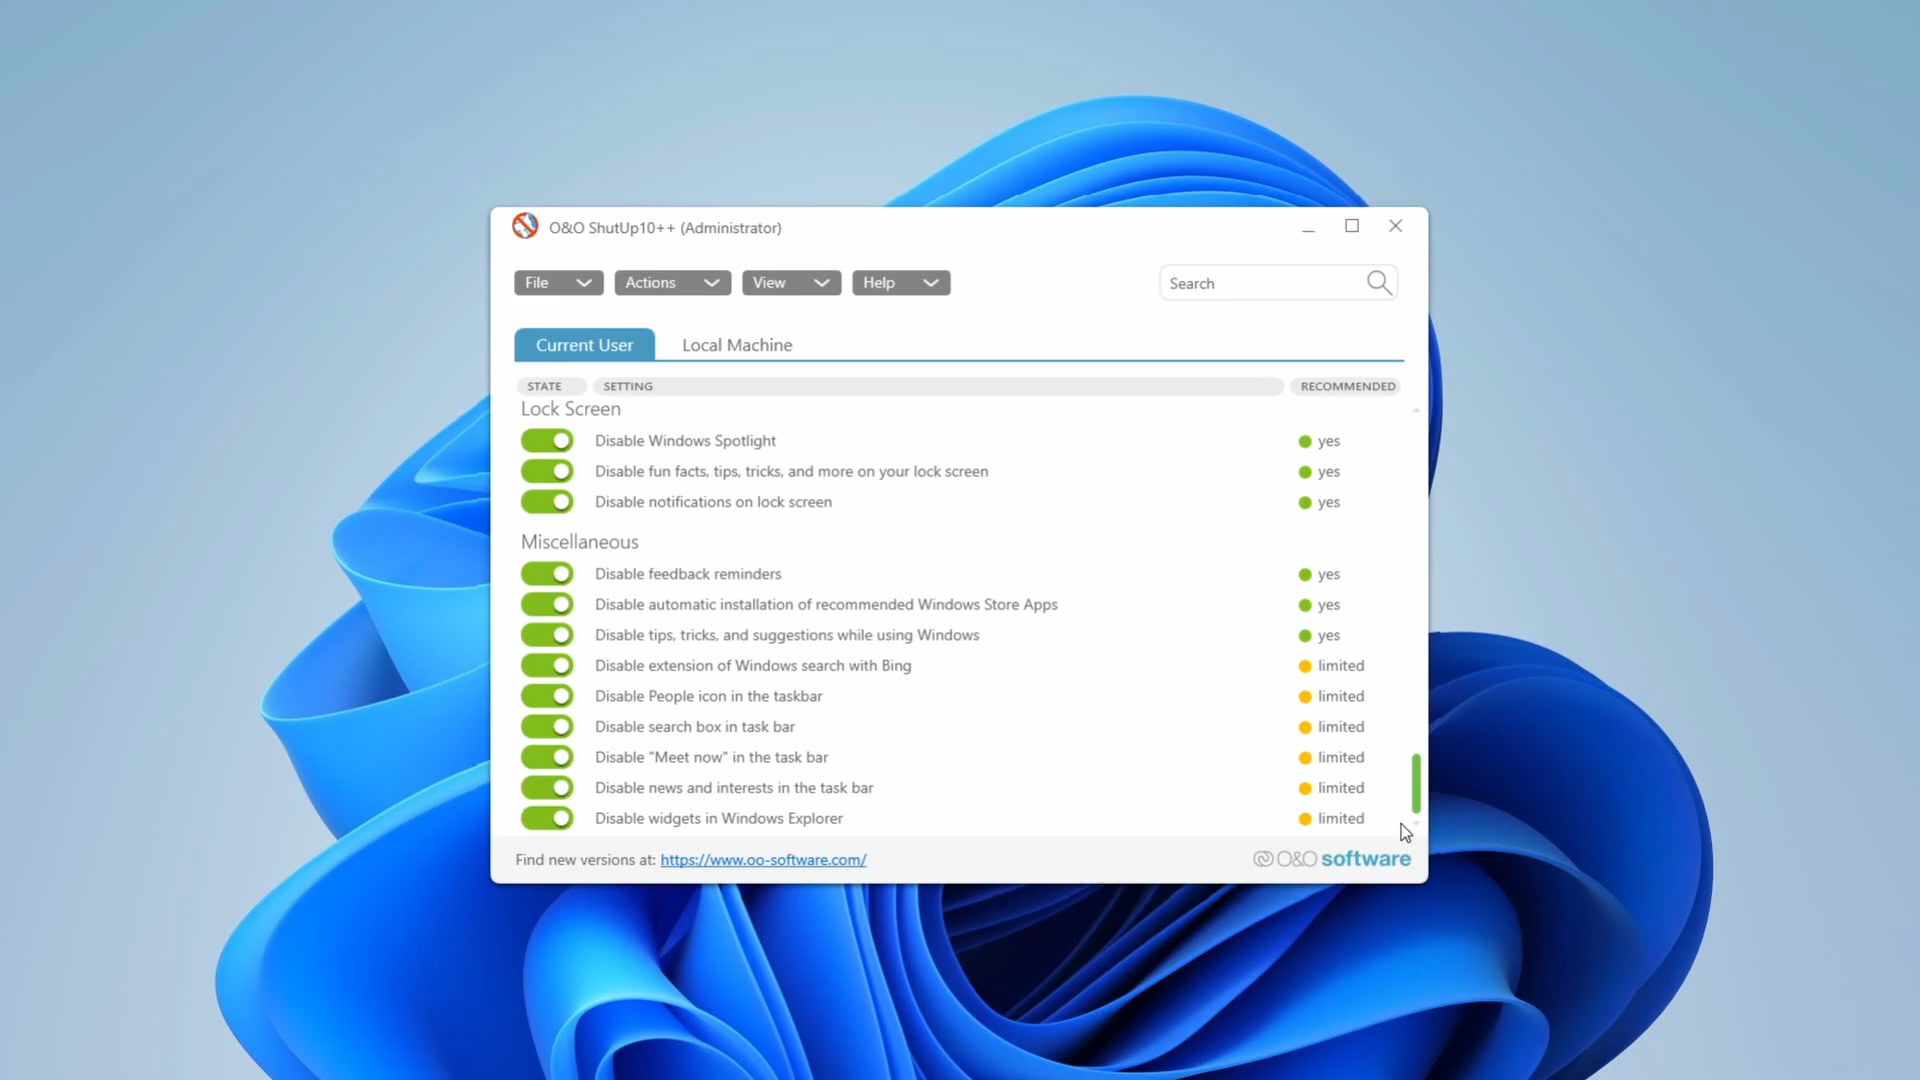 O&O ShutUp10++ (Administrator)
File Actions View Help Search
Current User Local Machine
STATE SETTING RECOMMENDED
Lock Screen
Disable Windows Spotlight yes
Disable fun facts, tips, tricks, and more on your lock screen yes
Disable notifications on lock screen yes
Miscellaneous
Disable feedback reminders yes
Disable automatic installation of recommended Windows Store Apps yes
Disable tips, tricks, and suggestions while using Windows yes
Disable extension of Windows search with Bing limited
Disable People icon in the taskbar limited
Disable search box in task bar limited
Disable "Meet now" in the task bar limited
Disable news and interests in the task bar limited
Disable widgets in Windows Explorer limited
Find new versions at: https://www.oo-software.com/ O&O software